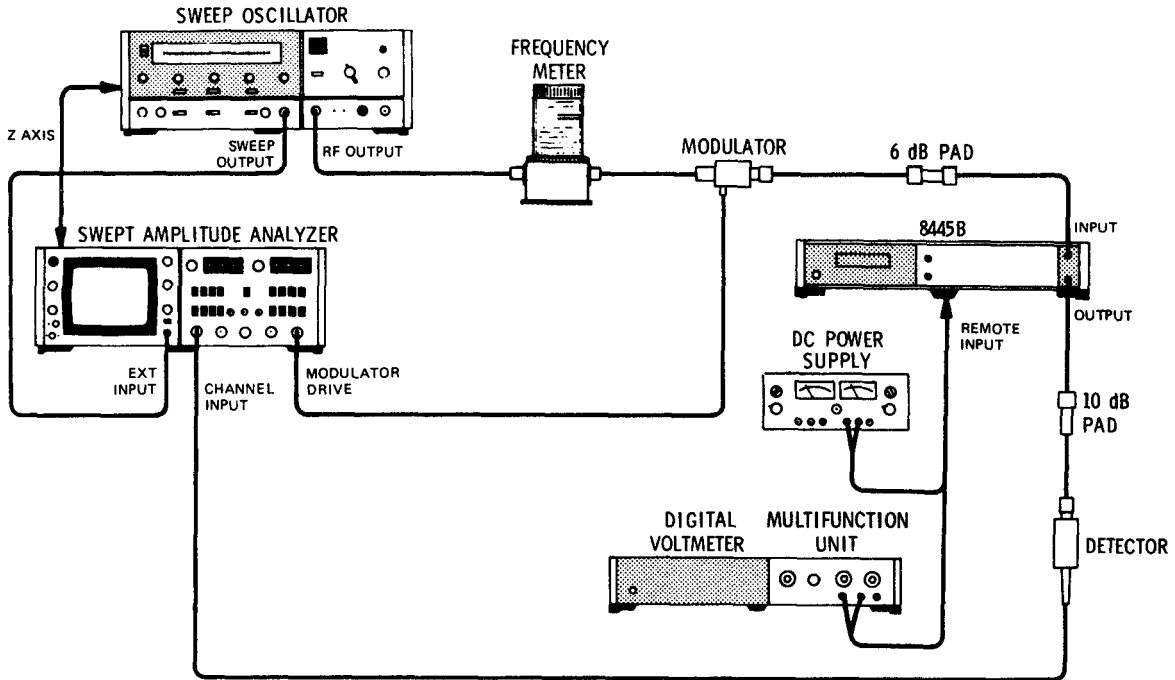 SWEEP OSCILLATOR
FREQUENCY
METER
Z AXIS
SWEEP
OUTPUT
RF OUTPUT
MODULATOR
6 dB PAD
SWEPT AMPLITUDE ANALYZER
8445B
INPUT
OUTPUT
REMOTE
INPUT
DC POWER
SUPPLY
EXT
INPUT
CHANNEL
INPUT
MODULATOR
DRIVE
10 dB
PAD
DIGITAL
VOLTMETER
MULTIFUNCTION
UNIT
DETECTOR